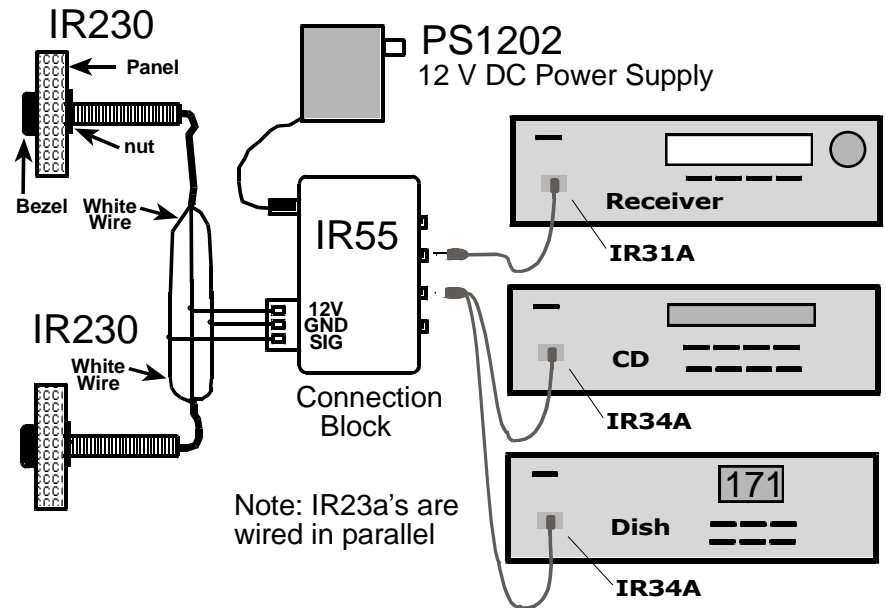 IR230
Panel
nut
Bezel
White
Wire
IR230
White
Wire
PS1202
12 V DC Power Supply
IR55
12V
GND
SIG
Connection
Block
Note: IR23a's are
wired in parallel
Receiver
IR31A
CD
IR34A
171
Dish
IR34A